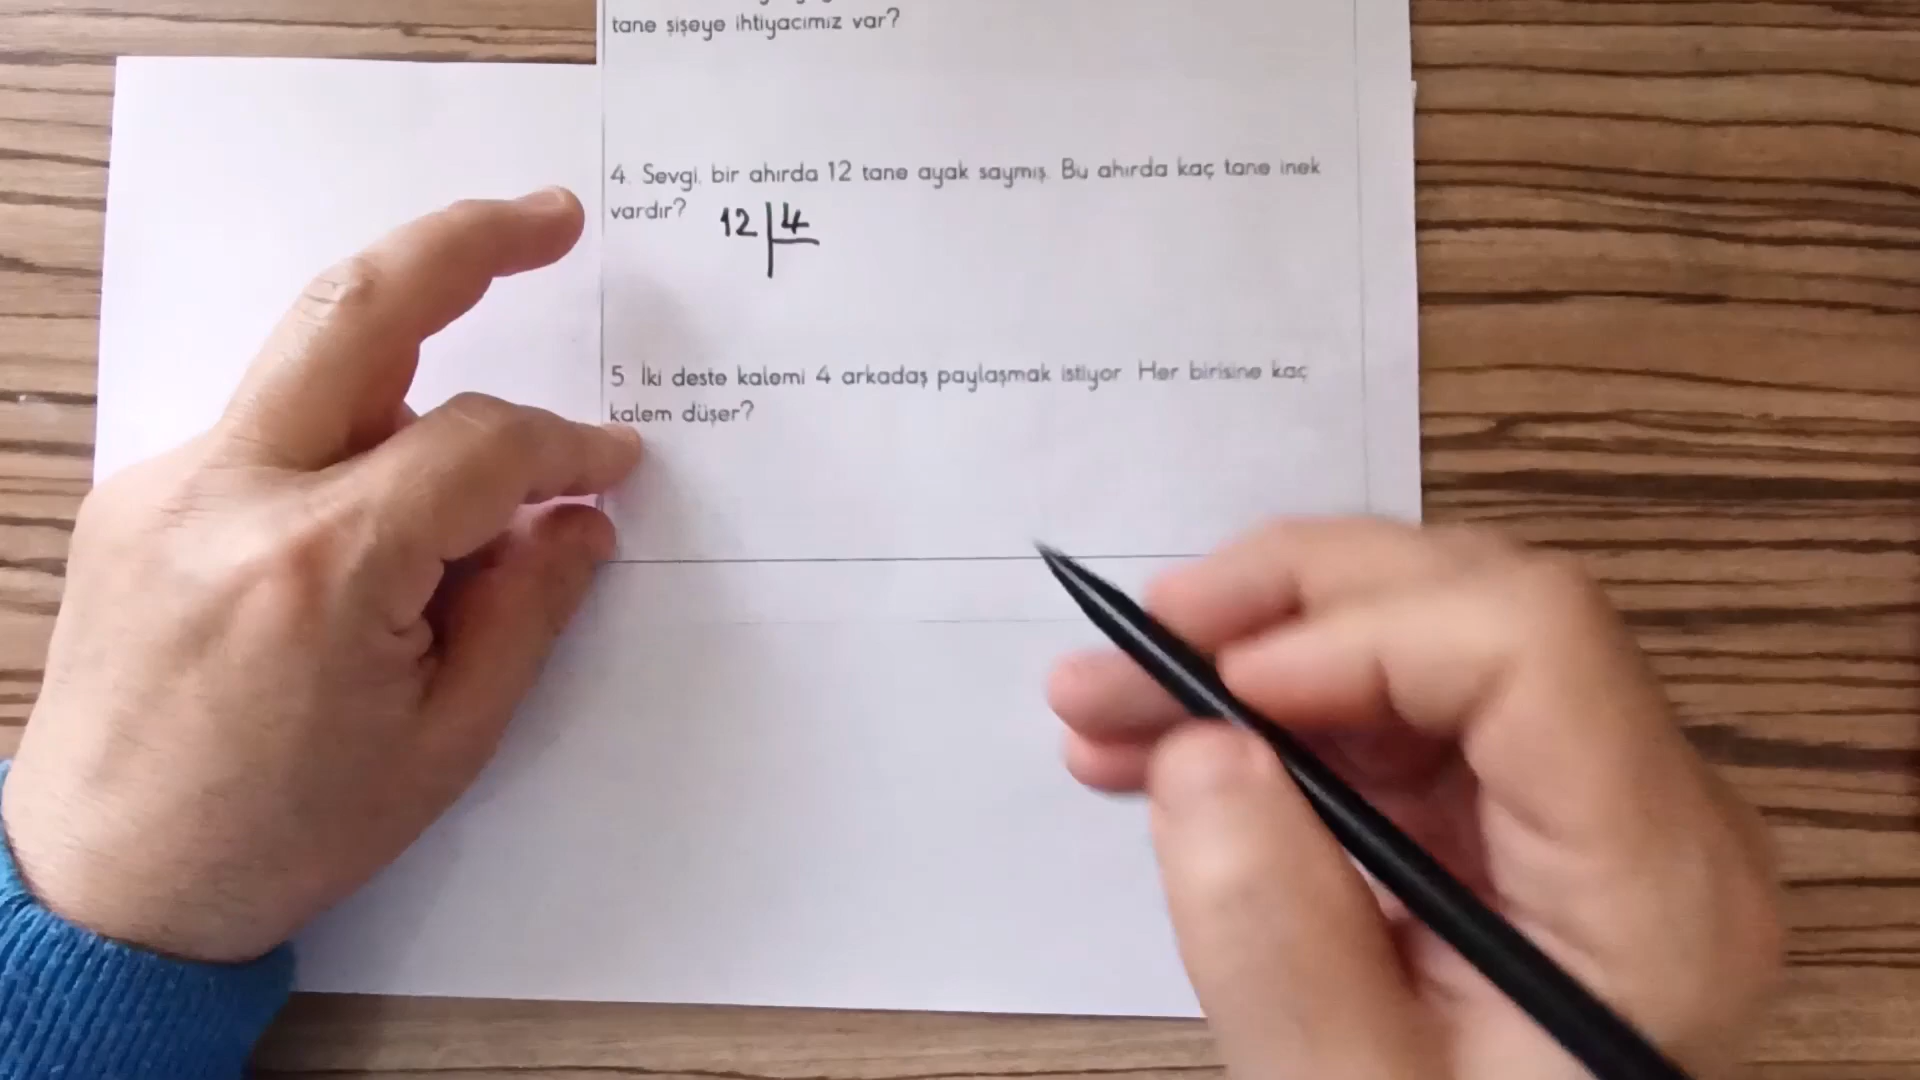 tane şişeye ihtiyacımız var?
4. Sevgi, bir ahırda 12 tane ayak saymış. Bu ahırda kaç tane inek
vardır?
12 4
5. İki deste kalemi 4 arkadaş paylaşmak istiyor. Her birisine kaç
kalem düşer?